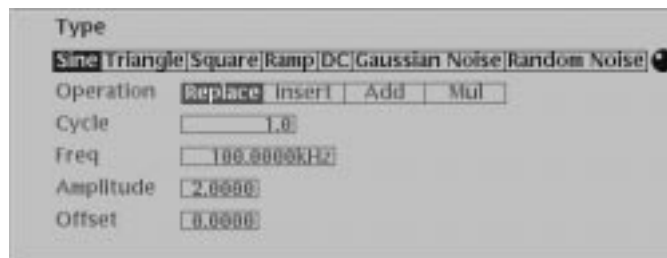 Type
Sine Triangle Square Ramp DC Gaussian Noise Random Noise
Operation Replace Insert Add Mul
Cycle 1.0
Freq 100.0000kHz
Amplitude 2.0000
Offset 0.0000